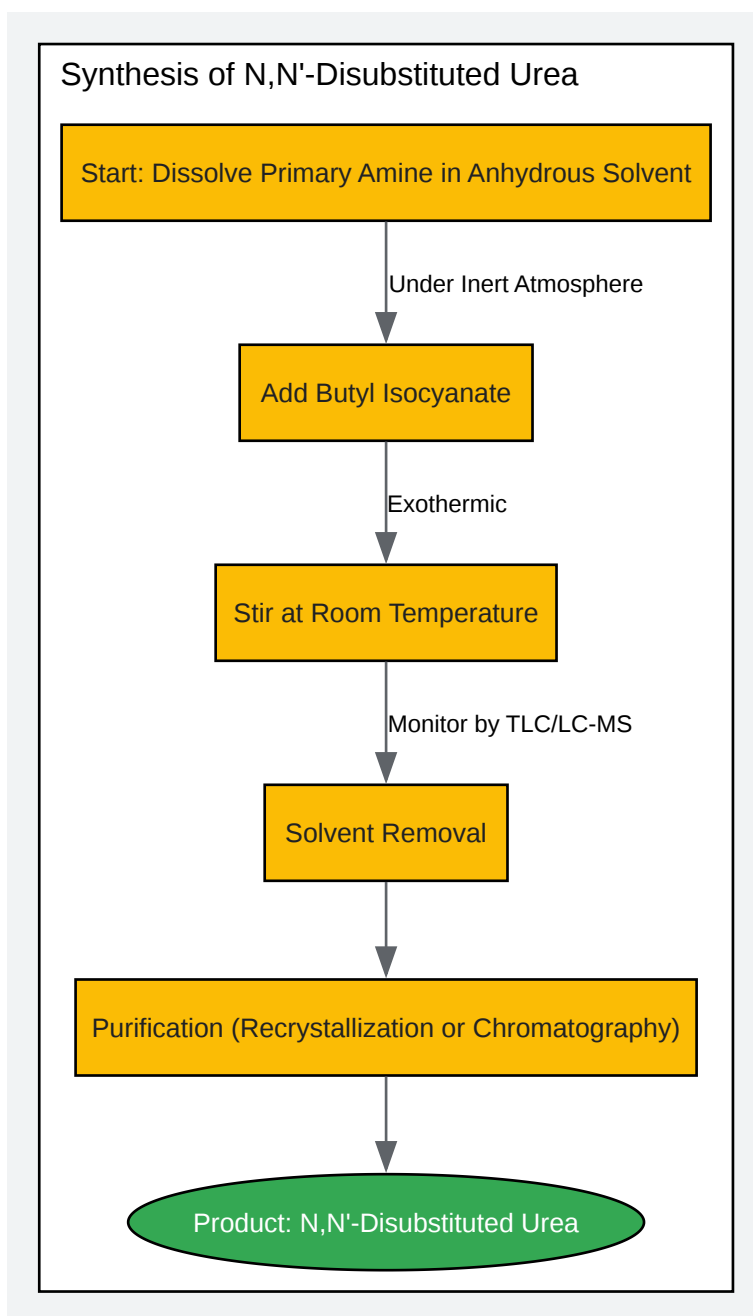 Synthesis of N,N'-Disubstituted Urea
Start: Dissolve Primary Amine in Anhydrous Solvent
Under Inert Atmosphere
Add Butyl Isocyanate
Exothermic
Stir at Room Temperature
Monitor by TLC/LC-MS
Solvent Removal
Purification (Recrystallization or Chromatography)
Product: N,N'-Disubstituted Urea